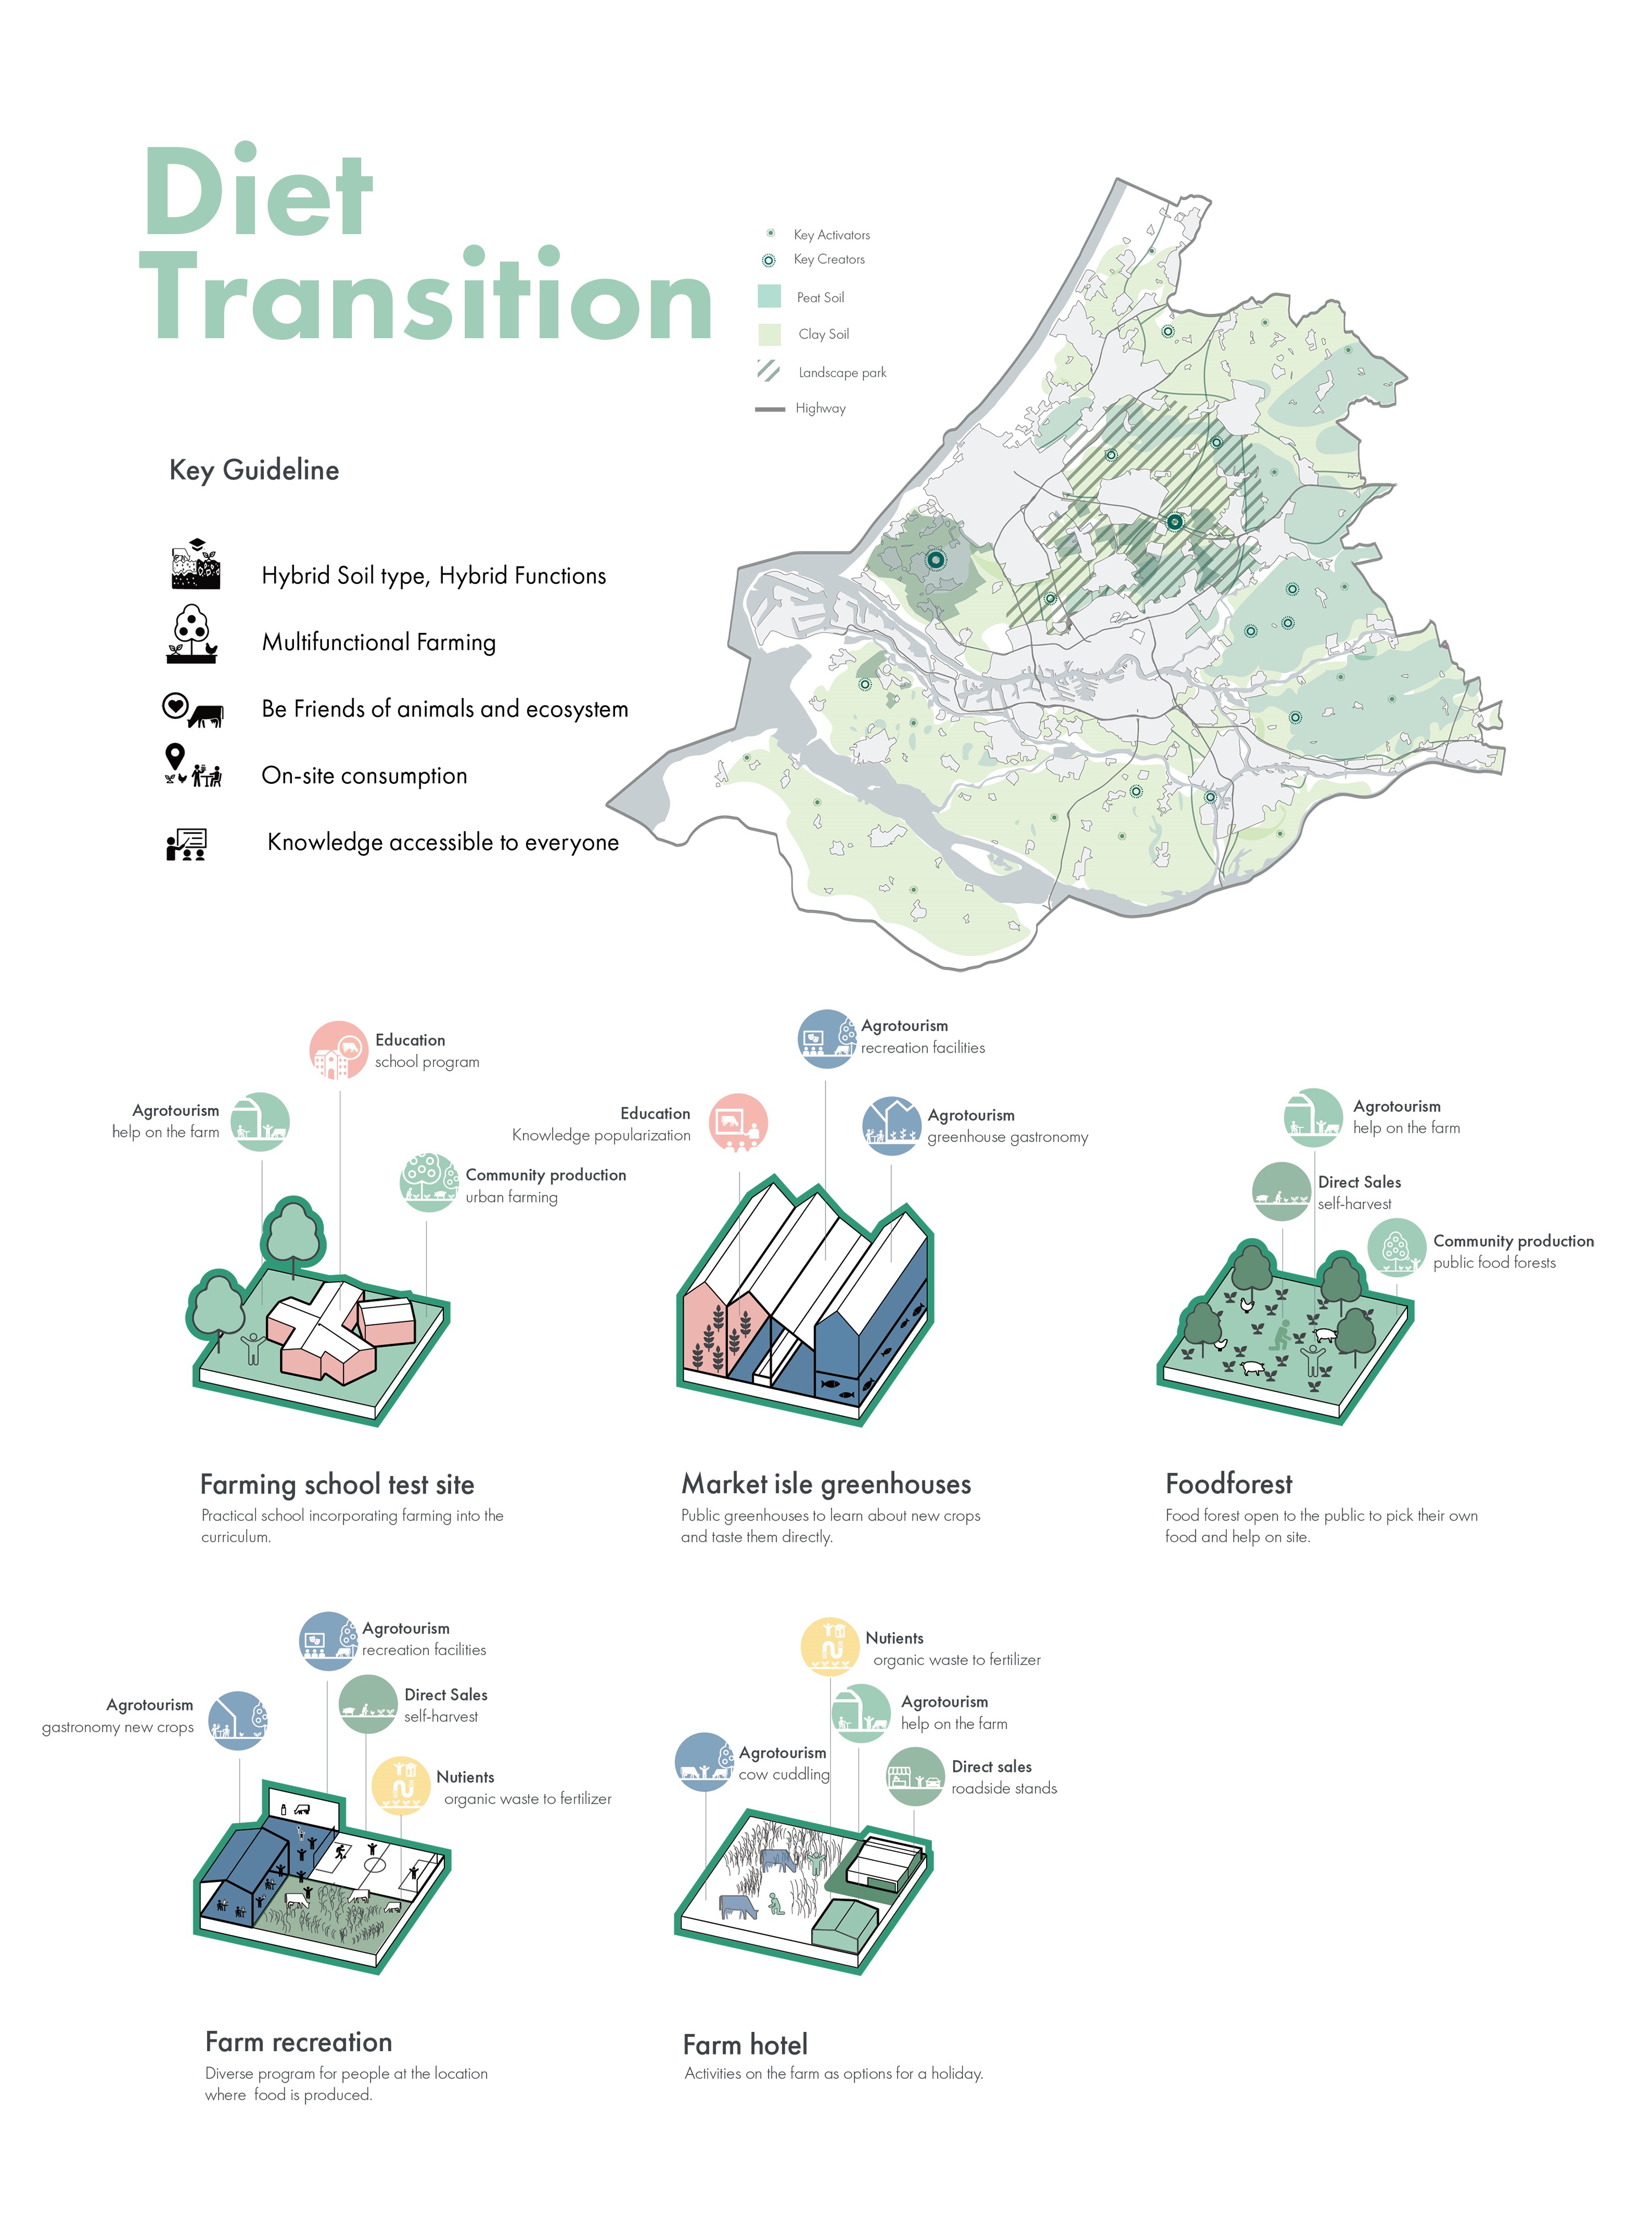 Diet
Transition
Key Activators
Key Creators
Peat Soil
Clay Soil
Landscape park
Highway
Key Guideline
Hybrid Soil type, Hybrid Functions
Multifunctional Farming
Be Friends of animals and ecosystem
On-site consumption
Knowledge accessible to everyone
Education
school program
Agrotourism
help on the farm
Community production
urban farming
Farming school test site
Practical school incorporating farming into the
curriculum.
Agrotourism
recreation facilities
Education
Knowledge popularization
Agrotourism
greenhouse gastronomy
Market isle greenhouses
Public greenhouses to learn about new crops
and taste them directly.
Agrotourism
help on the farm
Direct Sales
self-harvest
Community production
public food forests
Foodforest
Food forest open to the public to pick their own
food and help on site.
Agrotourism
recreation facilities
Direct Sales
self-harvest
Agrotourism
gastronomy new crops
Nutients
organic waste to fertilizer
Farm recreation
Diverse program for people at the location
where food is produced.
Nutients
organic waste to fertilizer
Agrotourism
help on the farm
Agrotourism
cow cuddling
Direct sales
roadside stands
Farm hotel
Activities on the farm as options for a holiday.